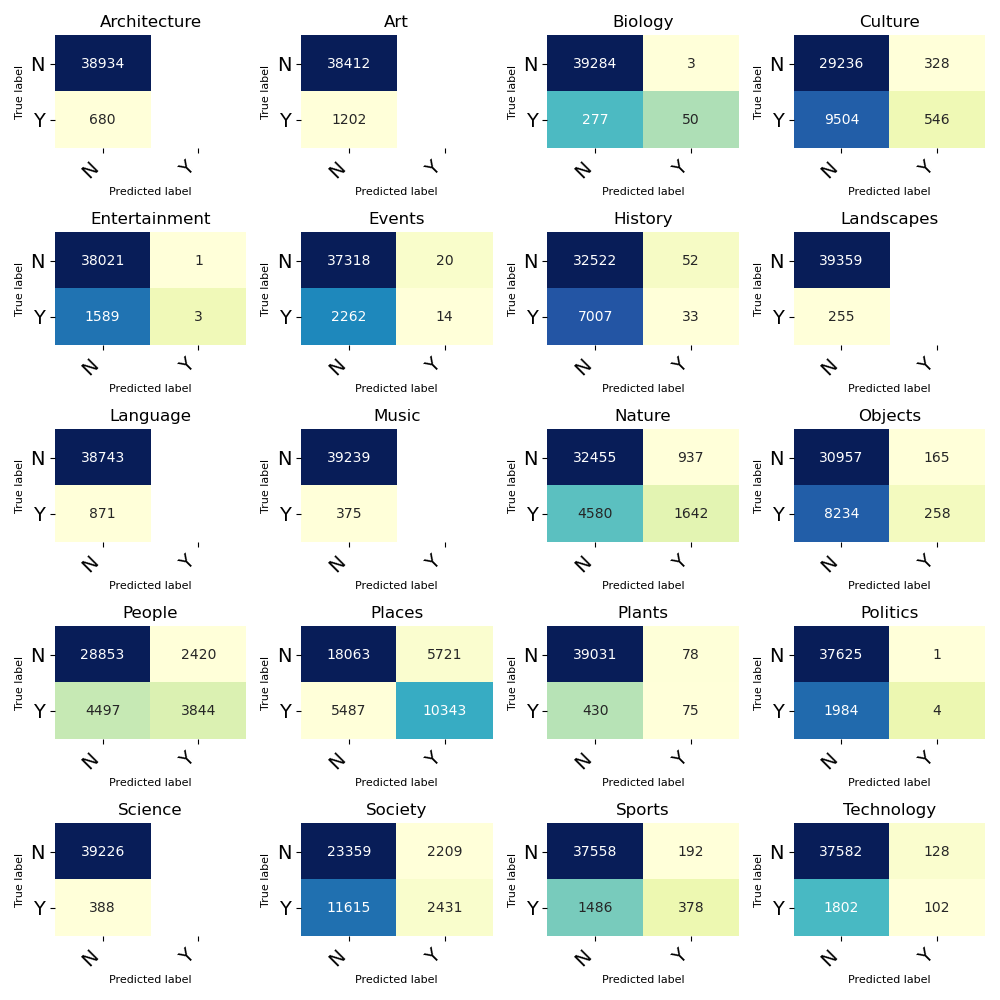 Architecture
True label
N 38934
Y 680
N Y
Predicted label
Art
True label
N 38412
Y 1202
N Y
Predicted label
Biology
True label
N 39284 3
Y 277 50
N Y
Predicted label
Culture
True label
N 29236 328
Y 9504 546
N Y
Predicted label
Entertainment
True label
N 38021 1
Y 1589 3
N Y
Predicted label
Events
True label
N 37318 20
Y 2262 14
N Y
Predicted label
History
True label
N 32522 52
Y 7007 33
N Y
Predicted label
Landscapes
True label
N 39359
Y 255
N Y
Predicted label
Language
True label
N 38743
Y 871
N Y
Predicted label
Music
True label
N 39239
Y 375
N Y
Predicted label
Nature
True label
N 32455 937
Y 4580 1642
N Y
Predicted label
Objects
True label
N 30957 165
Y 8234 258
N Y
Predicted label
People
True label
N 28853 2420
Y 4497 3844
N Y
Predicted label
Places
True label
N 18063 5721
Y 5487 10343
N Y
Predicted label
Plants
True label
N 39031 78
Y 430 75
N Y
Predicted label
Politics
True label
N 37625 1
Y 1984 4
N Y
Predicted label
Science
True label
N 39226
Y 388
N Y
Predicted label
Society
True label
N 23359 2209
Y 11615 2431
N Y
Predicted label
Sports
True label
N 37558 192
Y 1486 378
N Y
Predicted label
Technology
True label
N 37582 128
Y 1802 102
N Y
Predicted label